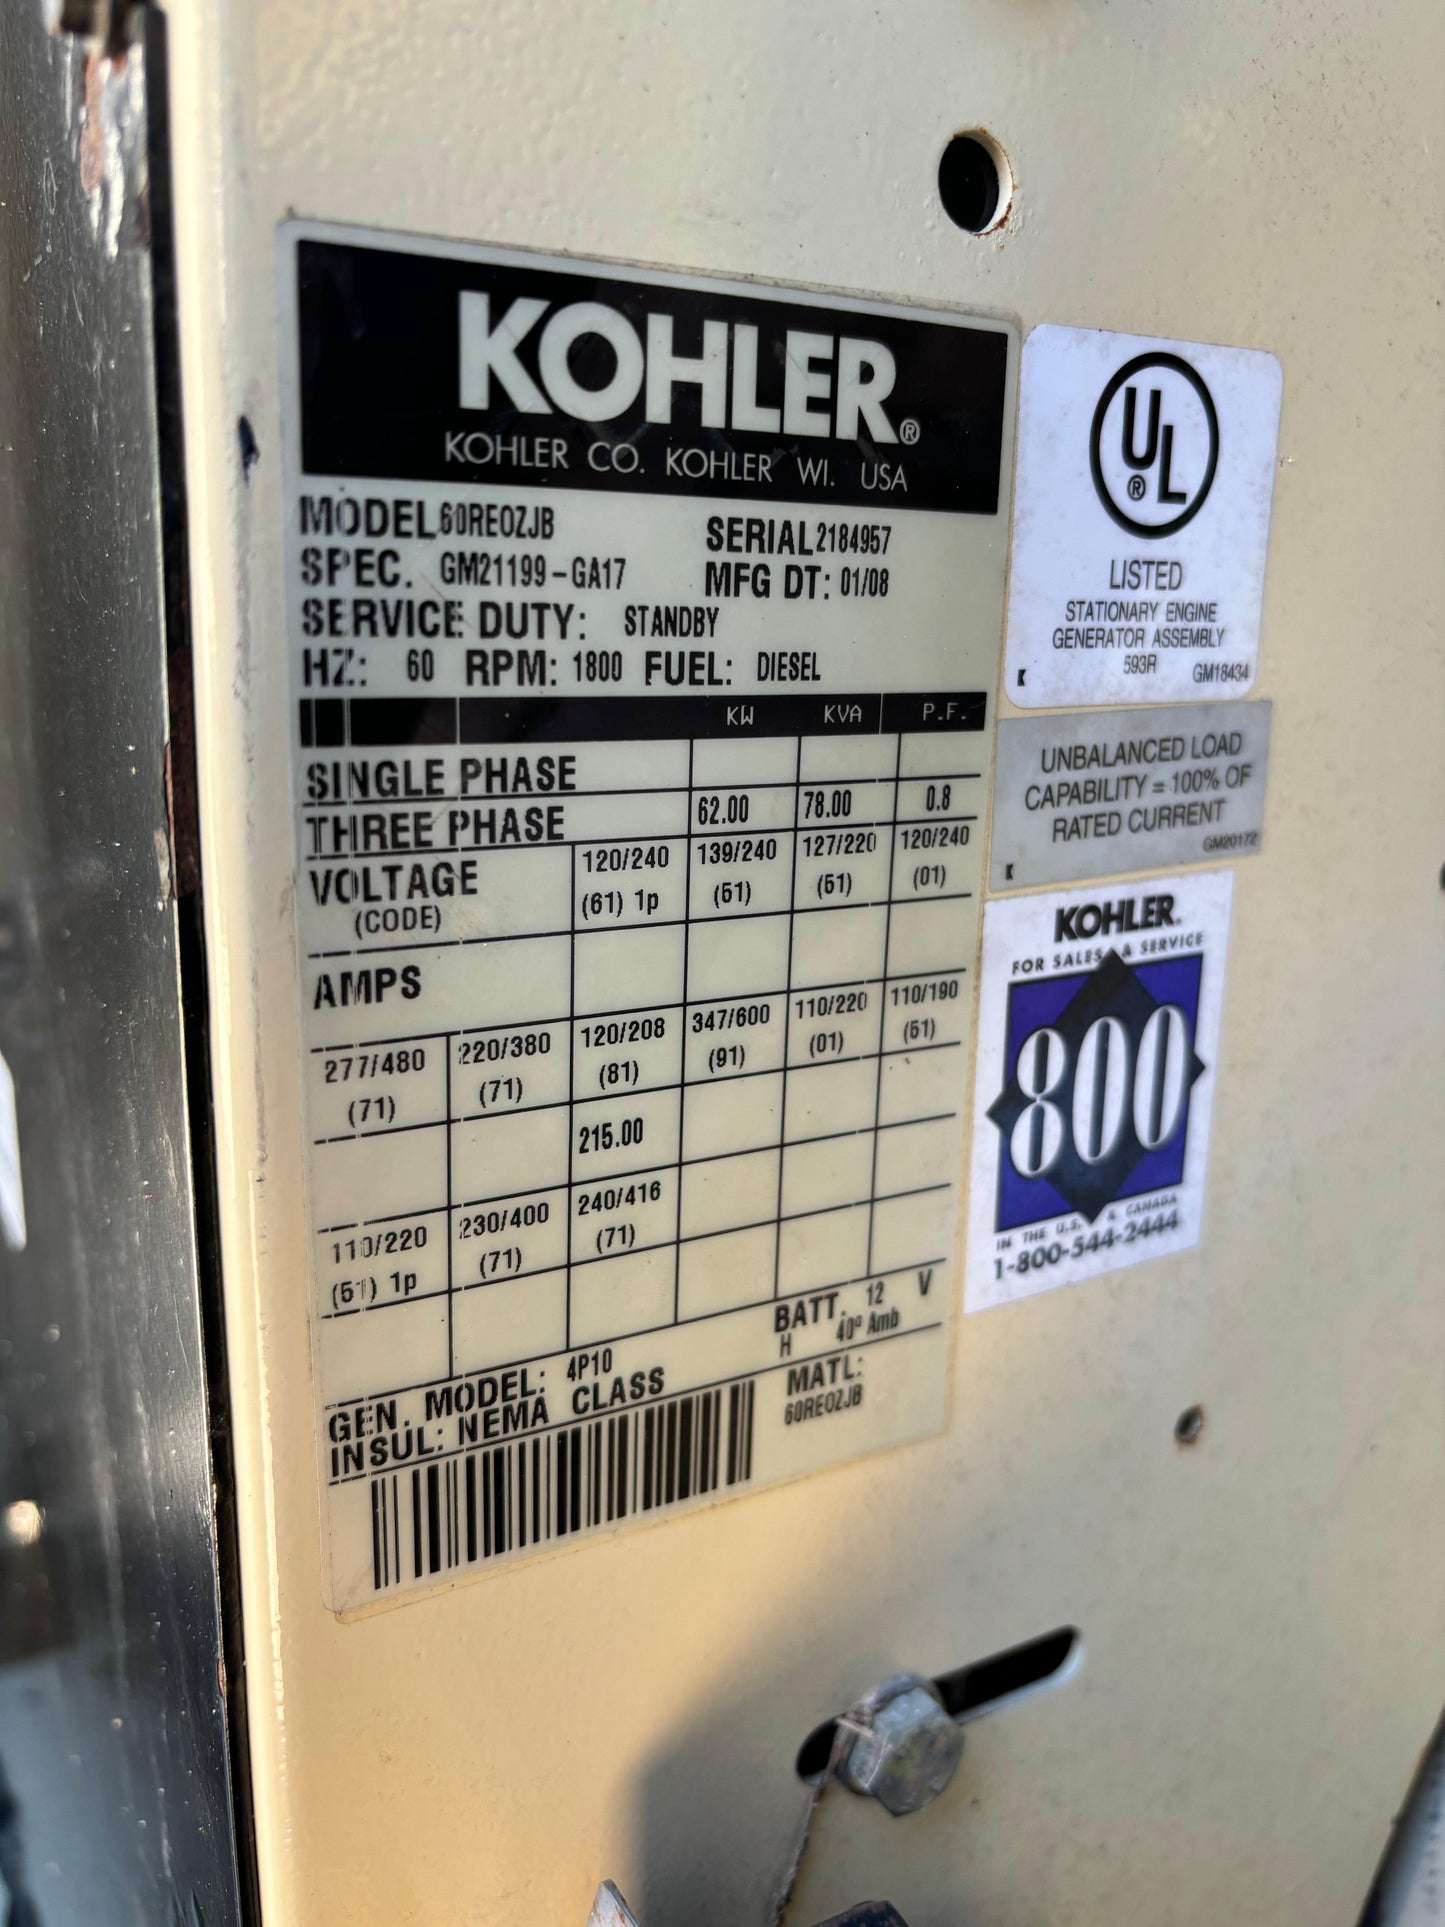 KOHLER®
KOHLER CO. KOHLER WI. USA
MODEL 60REOZJB SERIAL 2184957
SPEC. GM21199-GA17 MFG DT: 01/08
SERVICE DUTY: STANDBY
HZ: 60 RPM: 1800 FUEL: DIESEL
KW KVA P.F.
SINGLE PHASE
THREE PHASE 62.00 78.00 0.8
VOLTAGE 120/240 139/240 127/220 120/240
(CODE) (61) 1p (51) (51) (01)
AMPS
277/480 220/380 120/208 347/600 110/220 110/190
(71) (71) (81) (91) (01) (51)
215.00
110/220 230/400 240/416
(51) 1p (71) (71)
GEN. MODEL: 4P10 BATT. 12 V
INSUL: NEMA CLASS H 40° Amb
MATL:
60REOZJB
UL
®
LISTED
STATIONARY ENGINE
GENERATOR ASSEMBLY
593R
K GM18434
UNBALANCED LOAD
CAPABILITY = 100% OF
RATED CURRENT
K GM20172
KOHLER.
FOR SALES & SERVICE
800
IN THE U.S. & CANADA
1-800-544-2444